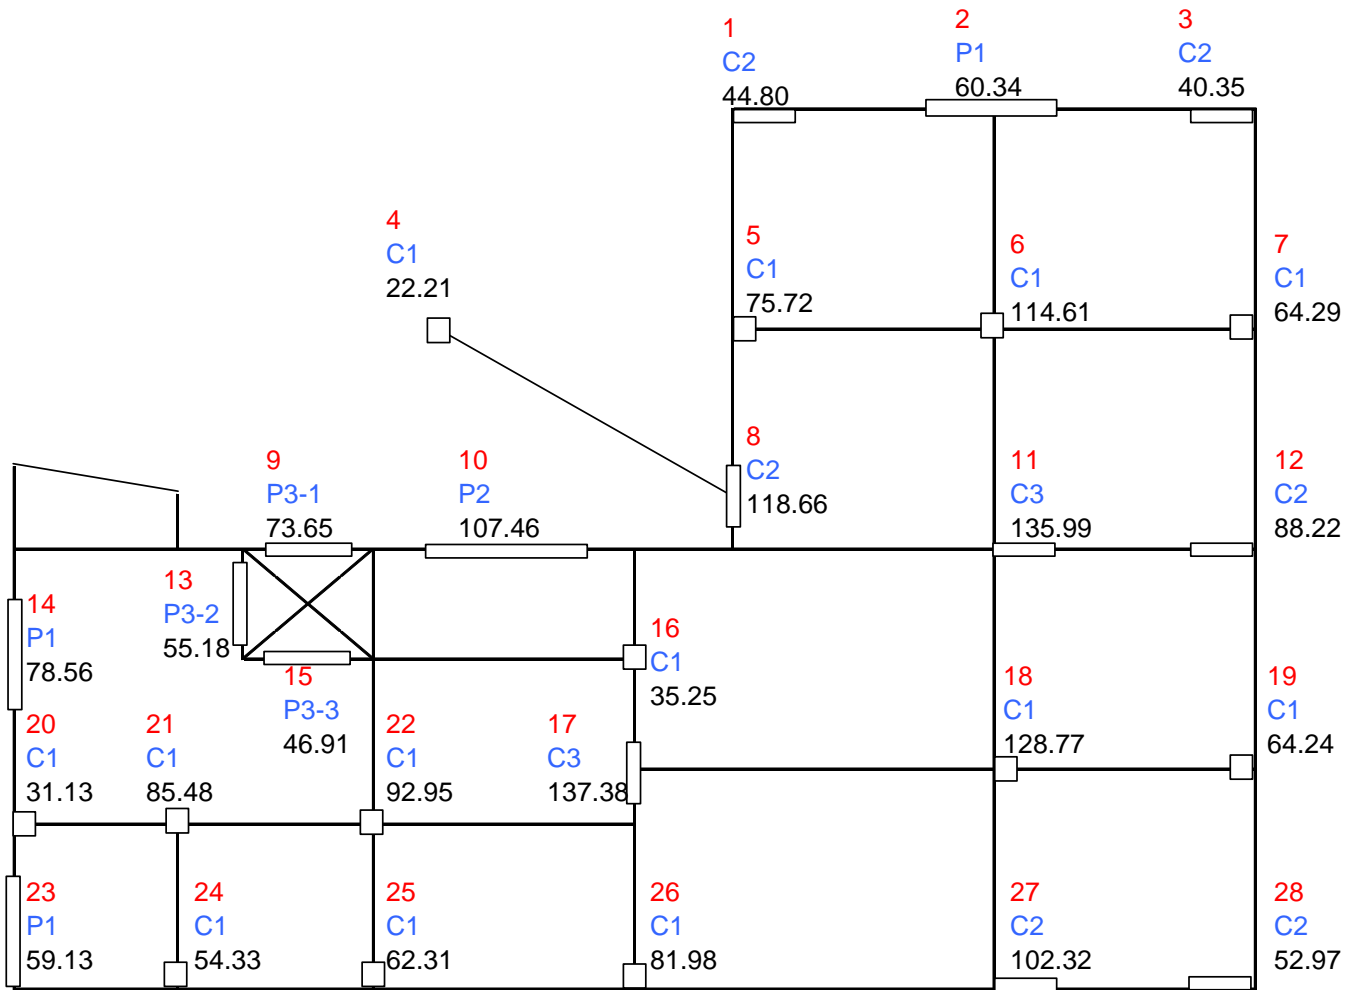 1
C2
44.80
2
P1
60.34
3
C2
40.35
4
C1
22.21
5
C1
75.72
6
C1
114.61
7
C1
64.29
8
C2
118.66
9
P3-1
73.65
10
P2
107.46
11
C3
135.99
12
C2
88.22
13
P3-2
55.18
14
P1
78.56
15
P3-3
46.91
16
C1
35.25
17
C3
137.38
18
C1
128.77
19
C1
64.24
20
C1
31.13
21
C1
85.48
22
C1
92.95
23
P1
59.13
24
C1
54.33
25
C1
62.31
26
C1
81.98
27
C2
102.32
28
C2
52.97